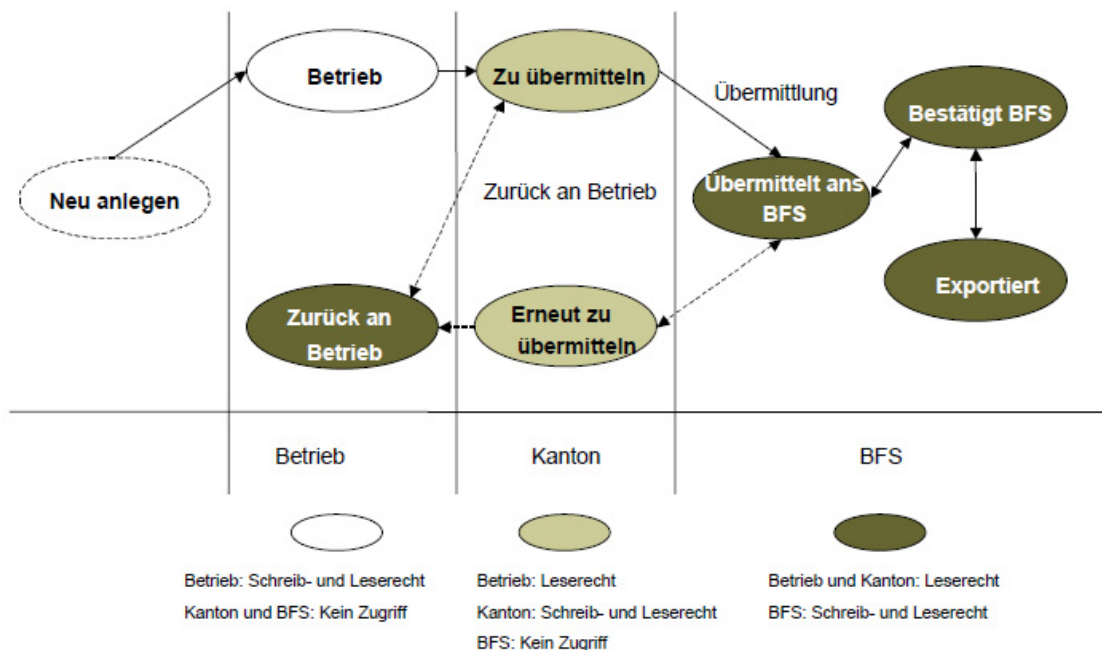 Betrieb
Zu übermitteln
Übermittlung
Bestätigt BFS
Neu anlegen
Zurück an Betrieb
Übermittelt ans
BFS
Zurück an
Betrieb
Erneut zu
übermitteln
Exportiert
Betrieb
Kanton
BFS
Betrieb: Schreib- und Leserecht
Kanton und BFS: Kein Zugriff
Betrieb: Leserecht
Kanton: Schreib- und Leserecht
BFS: Kein Zugriff
Betrieb und Kanton: Leserecht
BFS: Schreib- und Leserecht